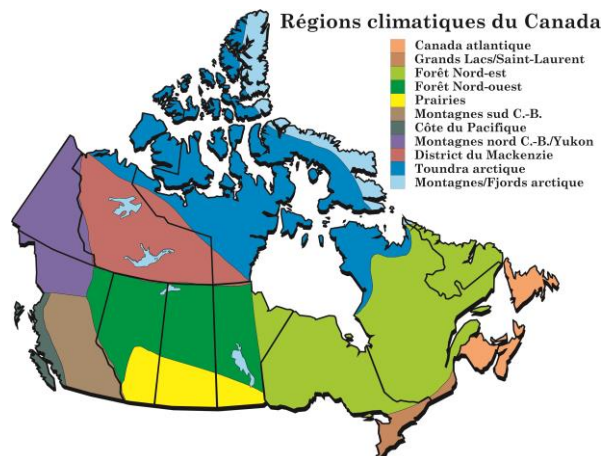 Régions climatiques du Canada
Canada atlantique
Grands Lacs/Saint-Laurent
Forêt Nord-est
Forêt Nord-ouest
Prairies
Montagnes sud C.-B.
Côte du Pacifique
Montagnes nord C.-B./Yukon
District du Mackenzie
Toundra arctique
Montagnes/Fjords arctique